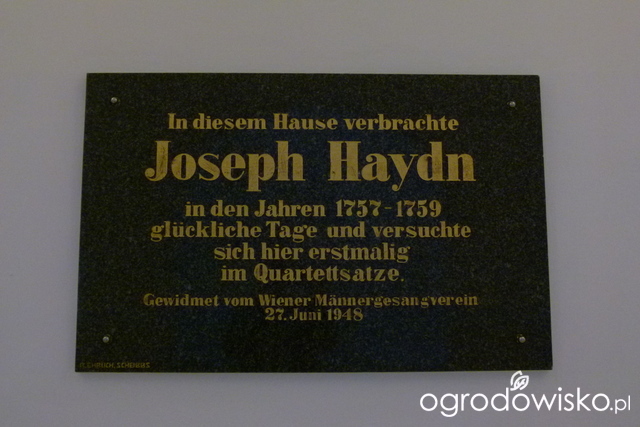 In diesem Hause verbrachte
Joseph Haydn
in den Jahren 1757-1759
glückliche Tage und versuchte
sich hier erstmalig
im Quartettsatze.
Gewidmet vom Wiener Männergesangverein
27. Juni 1948
ogrodowisko.pl